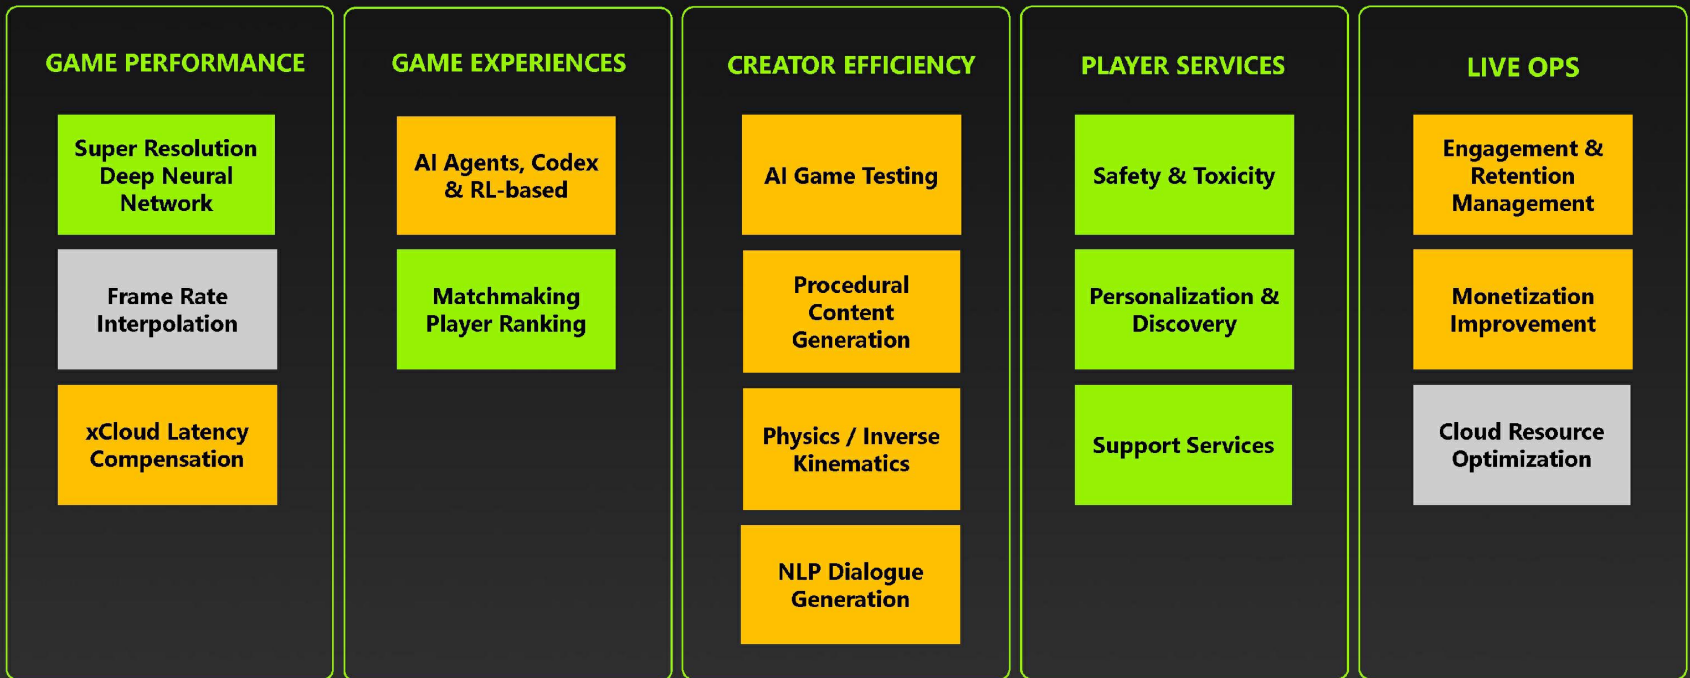 GAME PERFORMANCE
Super Resolution
Deep Neural
Network
Frame Rate
Interpolation
xCloud Latency
Compensation
GAME EXPERIENCES
AI Agents, Codex
& RL-based
Matchmaking
Player Ranking
CREATOR EFFICIENCY
AI Game Testing
Procedural
Content
Generation
Physics / Inverse
Kinematics
NLP Dialogue
Generation
PLAYER SERVICES
Safety & Toxicity
Personalization &
Discovery
Support Services
LIVE OPS
Engagement &
Retention
Management
Monetization
Improvement
Cloud Resource
Optimization